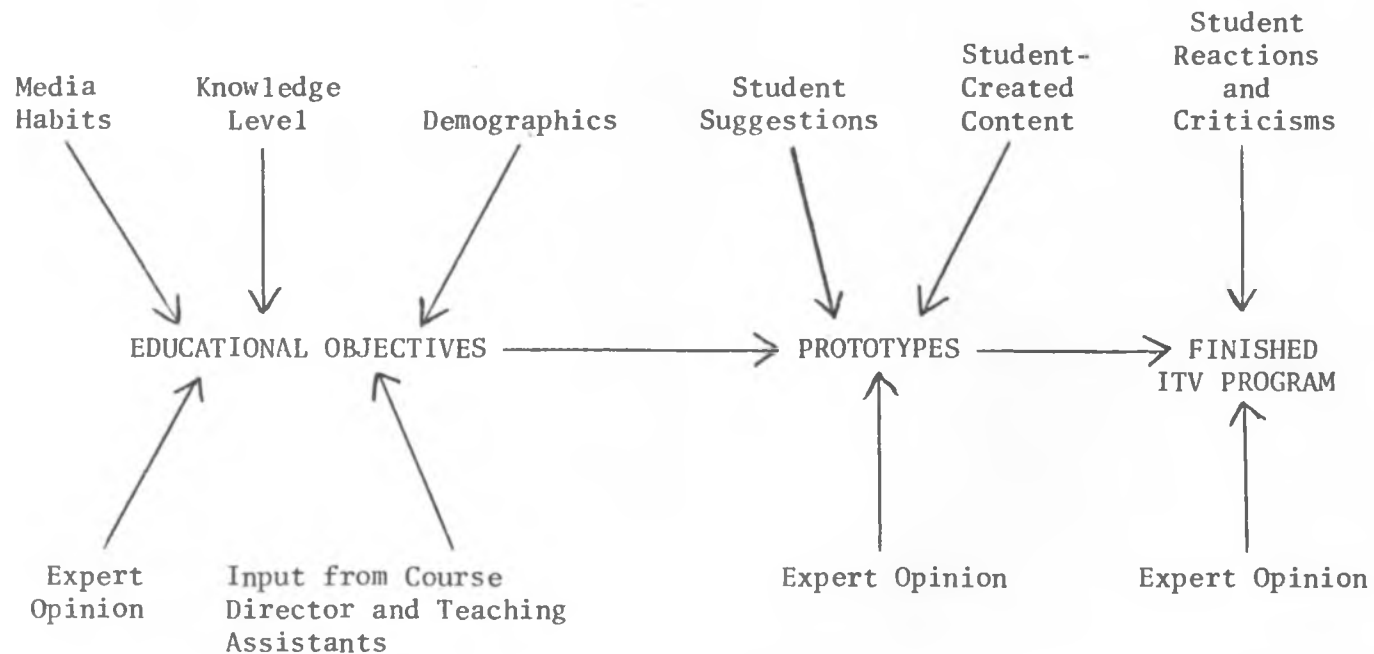 Media
Habits
Knowledge
Level
Demographics
Student
Suggestions
Student-
Created
Content
Student
Reactions
and
Criticisms
EDUCATIONAL OBJECTIVES
PROTOTYPES
FINISHED
ITV PROGRAM
Expert
Opinion
Input from Course
Director and Teaching
Assistants
Expert Opinion
Expert Opinion